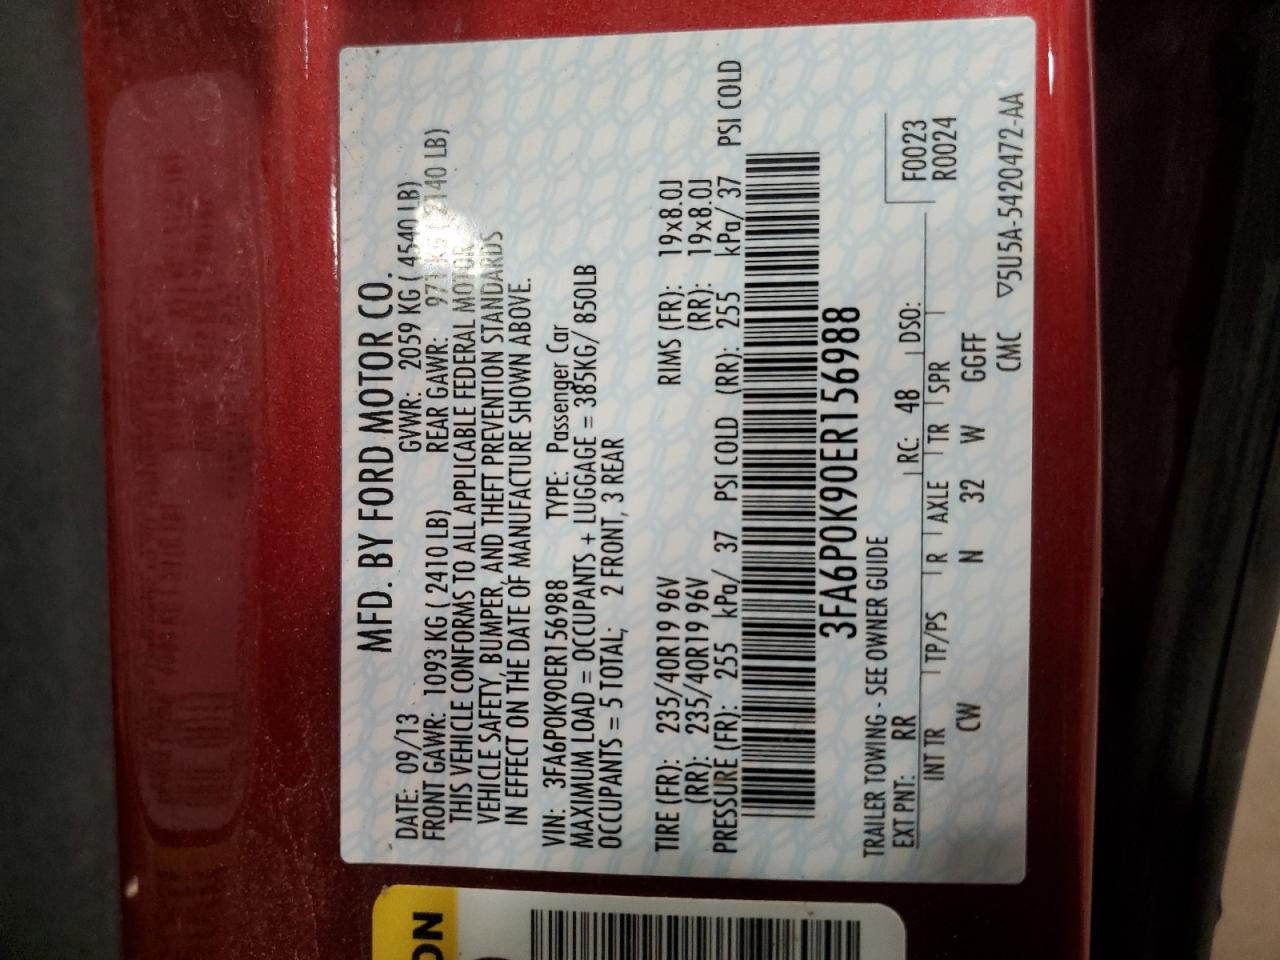 MFD. BY FORD MOTOR CO.
DATE: 09/13 GVWR: 2059 KG ( 4540 LB)
FRONT GAWR: 1093 KG ( 2410 LB) REAR GAWR: 140 LB)
THIS VEHICLE CONFORMS TO ALL APPLICABLE FEDERAL MOTOR
VEHICLE SAFETY, BUMPER, AND THEFT PREVENTION STANDARDS
IN EFFECT ON THE DATE OF MANUFACTURE SHOWN ABOVE.
VIN: 3FA6P0K90ER156988 TYPE: Passenger Car
MAXIMUM LOAD = OCCUPANTS + LUGGAGE = 385KG/ 850LB
OCCUPANTS = 5 TOTAL; 2 FRONT, 3 REAR
TIRE (FR): 235/40R19 96V RIMS (FR): 19x8.0J
(RR): 235/40R19 96V (RR): 19x8.0J
PRESSURE (FR): 255 kPa/ 37 PSI COLD (RR): 255 kPa/ 37 PSI COLD
3FA6P0K90ER156988
TRAILER TOWING - SEE OWNER GUIDE
EXT PNT: RR RC: 48 DSO: F0023
R0024
INT TR TP/PS R AXLE TR SPR
CW N 32 W GGFF
CMC ▽5U5A-5420472-AA
ON